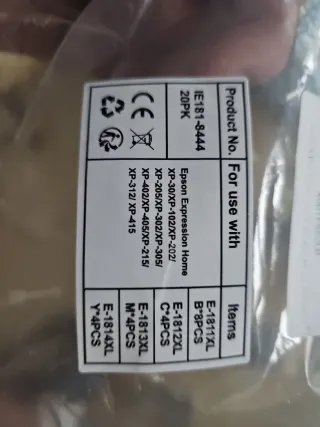 Product No.
For use with
Items
IE181-8444
20PK
Epson Expression Home
XP-30/XP-102/XP-202/
XP-205/XP-302/XP-305/
XP-402/XP-405/XP-215/
XP-312/ XP-415
E-1811XL
B*8PCS
E-1812XL
C*4PCS
E-1813XL
M*4PCS
E-1814XL
Y*4PCS
CE